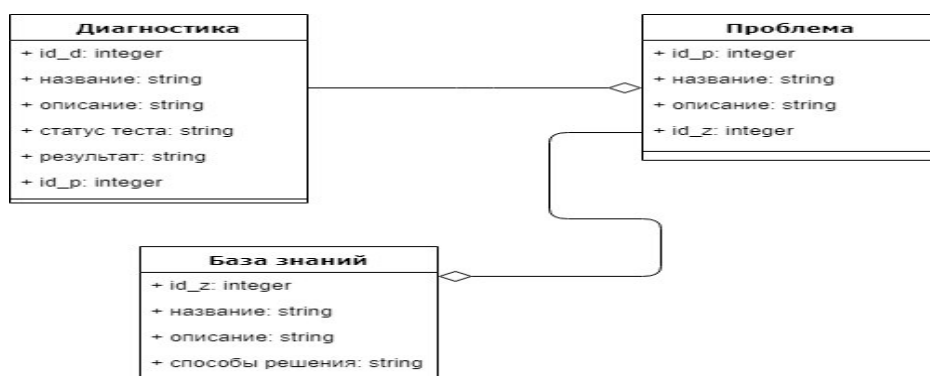 Диагностика
+ id_d: integer
+ название: string
+ описание: string
+ статус теста: string
+ результат: string
+ id_p: integer
Проблема
+ id_p: integer
+ название: string
+ описание: string
+ id_z: integer
База знаний
+ id_z: integer
+ название: string
+ описание: string
+ способы решения: string